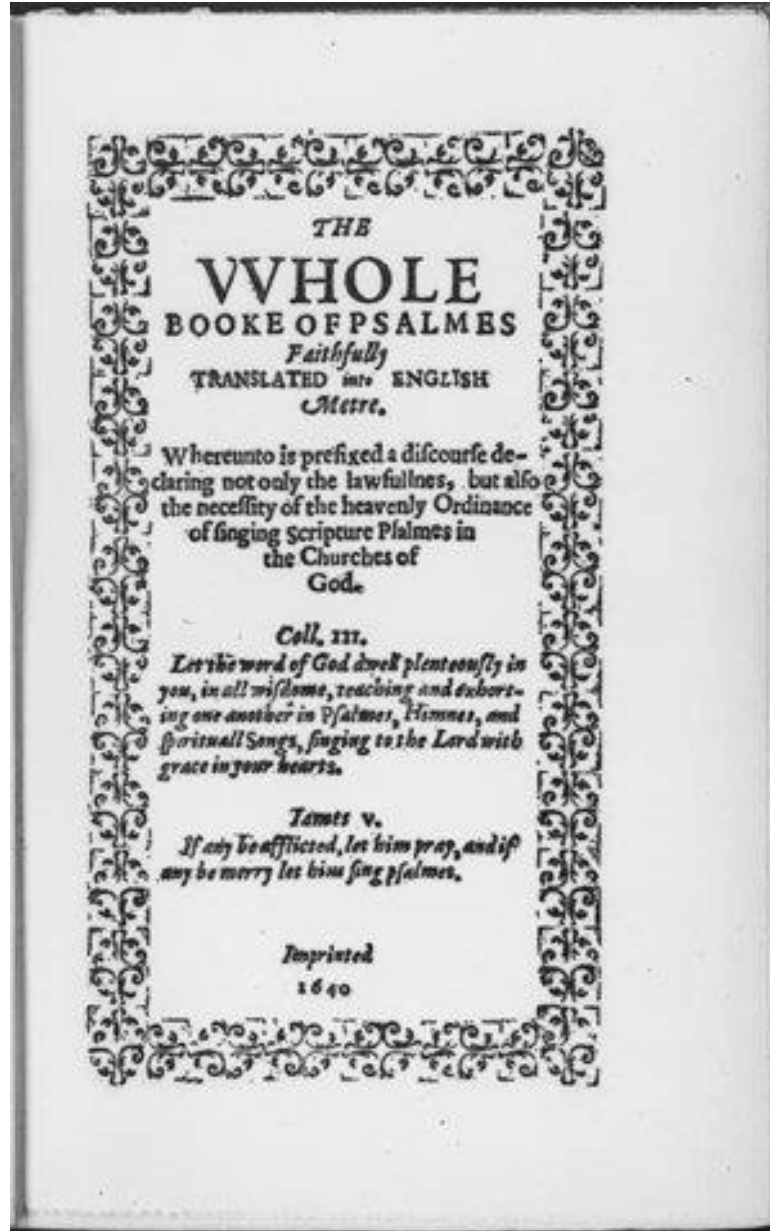 THE
VVHOLE
BOOKE OF PSALMES
Faithfully
TRANSLATED into ENGLISH
Metre.
Whereunto is prefixed a diſcourſe de-
claring not only the lawfullnes, but alſo
the neceſſity of the heavenly Ordinance
of ſinging Scripture Pſalmes in
the Churches of
God.
Coll. III.
Let the word of God dwell plenteouſly in
you, in all wiſdome, teaching and exhort-
ing one another in Pſalmes, Himnes, and
ſpirituall Songs, ſinging to the Lord with
grace in your hearts.
Iames v.
If any be afflicted, let him pray, and if
any be merry let him ſing pſalmes.
Imprinted
1640